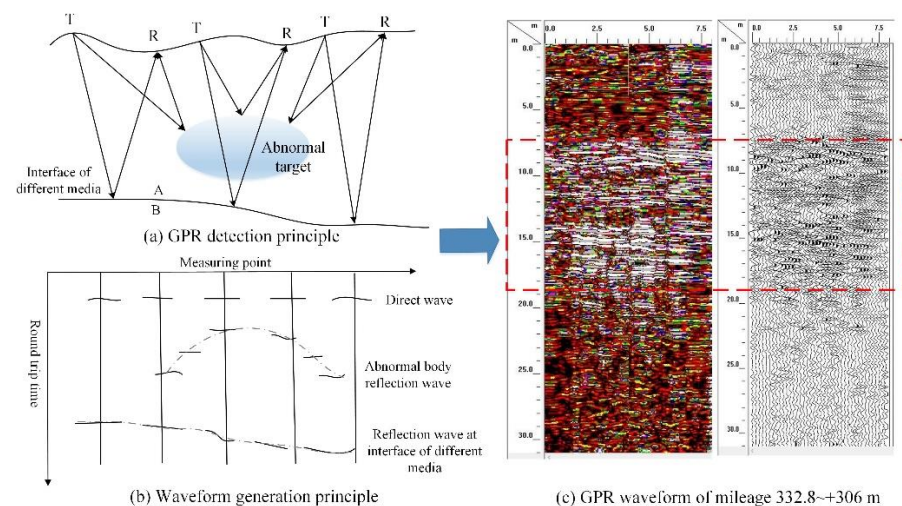 T R T R T R
Abnormal
target
Interface of
different media
A
B
(a) GPR detection principle
Measuring point
Round trip time
Direct wave
Abnormal body
reflection wave
Reflection wave at
interface of different
media
(b) Waveform generation principle
m 2.5 5.0 7.5
m
0.0
5.0
10.0
15.0
20.0
25.0
30.0
m 2.5 5.0 7.5
m
0.0
5.0
10.0
15.0
20.0
25.0
30.0
(c) GPR waveform of mileage 332.8~+306 m